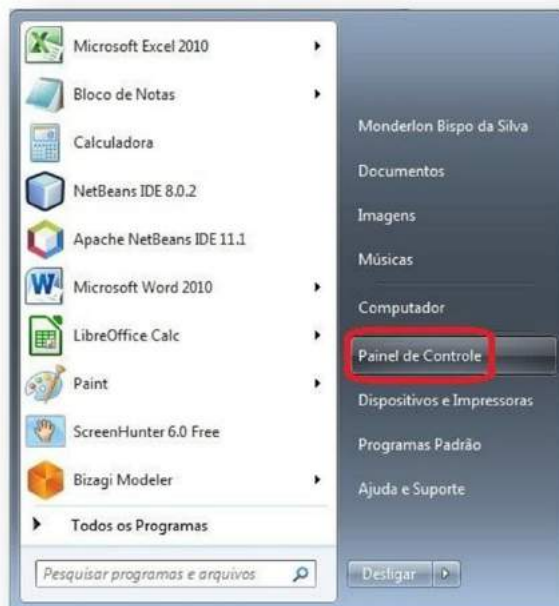 Microsoft Excel 2010
Bloco de Notas
Calculadora
NetBeans IDE 8.0.2
Apache NetBeans IDE 11.1
Microsoft Word 2010
LibreOffice Calc
Paint
ScreenHunter 6.0 Free
Bizagi Modeler
Todos os Programas
Pesquisar programas e arquivos
Monderlon Bispo da Silva
Documentos
Imagens
Músicas
Computador
Painel de Controle
Dispositivos e Impressoras
Programas Padrão
Ajuda e Suporte
Desligar